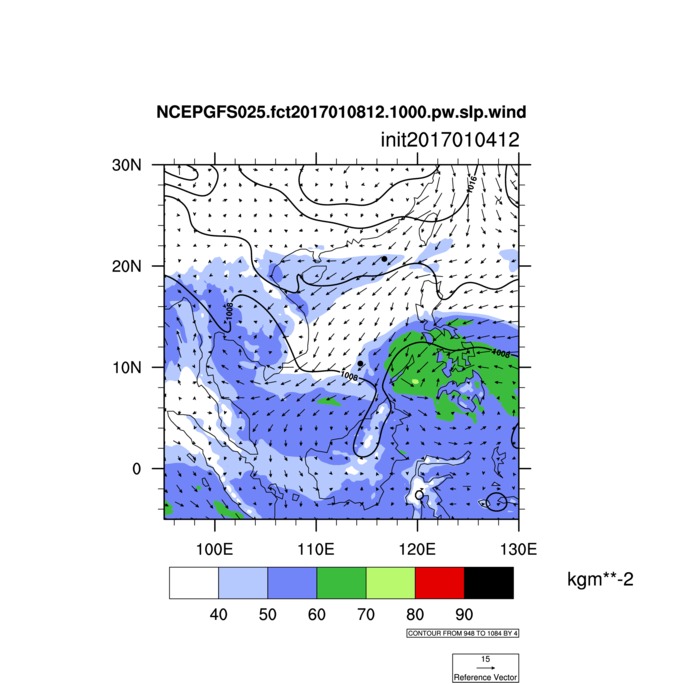 NCEPGFS025.fct2017010812.1000.pw.slp.wind
init2017010412
30N
1016
20N
1008
10N
1008
1008
0
100E 110E 120E 130E
kgm**-2
40 50 60 70 80 90
CONTOUR FROM 948 TO 1084 BY 4
15
Reference Vector